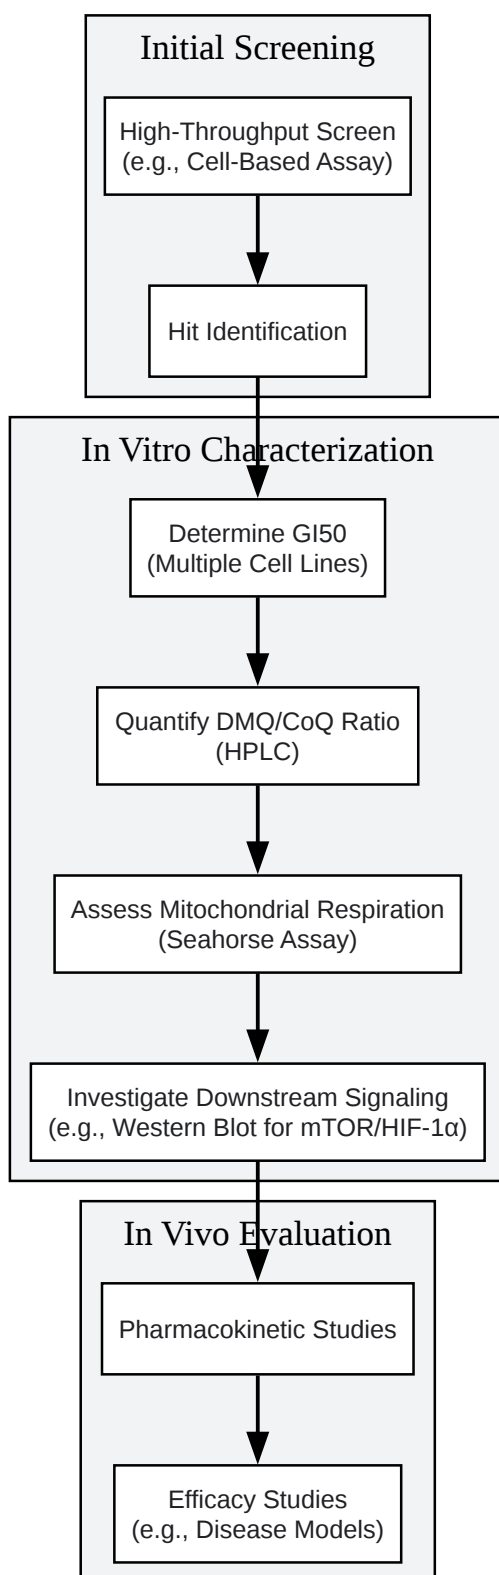 Initial Screening
High-Throughput Screen
(e.g., Cell-Based Assay)
Hit Identification
In Vitro Characterization
Determine GI50
(Multiple Cell Lines)
Quantify DMQ/CoQ Ratio
(HPLC)
Assess Mitochondrial Respiration
(Seahorse Assay)
Investigate Downstream Signaling
(e.g., Western Blot for mTOR/HIF-1α)
In Vivo Evaluation
Pharmacokinetic Studies
Efficacy Studies
(e.g., Disease Models)